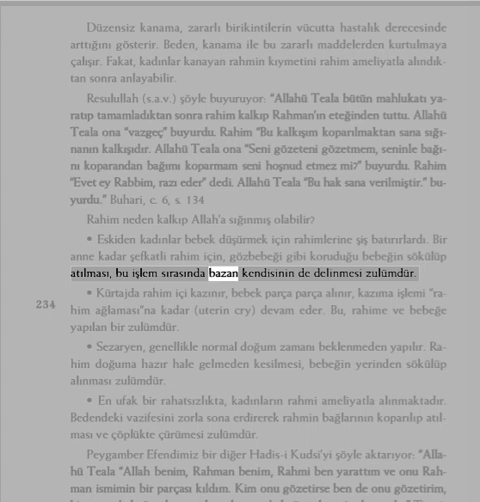 Düzensiz kanama, zararlı birikintilerin vücutta hastalık derecesinde
arttığını gösterir. Beden, kanama ile bu zararlı maddelerden kurtulmaya
çalışır. Fakat, kadınlar kanayan rahmin kıymetini rahim ameliyatla alındık-
tan sonra anlayabilir.
Resulullah (s.a.v.) şöyle buyuruyor: “Allahü Teala bütün mahlukatı ya-
ratıp tamamladıktan sonra rahim kalkıp Rahman'ın eteğinden tuttu. Allahü
Teala ona “vazgeç” buyurdu. Rahim “Bu kalkışım koparılmaktan sana sığı-
nanın kalkışıdır. Allahü Teala ona “Seni gözeteni gözetmem, seninle bağı-
nı koparandan bağımı koparmam seni hoşnud etmez mi?” buyurdu. Rahim
“Evet ey Rabbim, razı eder” dedi. Allahü Teala “Bu hak sana verilmiştir.” bu-
yurdu.” Buhari, c. 6, s. 134
Rahim neden kalkıp Allah'a sığınmış olabilir?
• Eskiden kadınlar bebek düşürmek için rahimlerine şiş batırırlardı. Bir
anne kadar şefkatli rahim için, gözbebeği gibi koruduğu bebeğin sökülüp
atılması, bu işlem sırasında bazan kendisinin de delinmesi zulümdür.
• Kürtajda rahim içi kazınır, bebek parça parça alınır, kazıma işlemi “ra-
him ağlaması”na kadar (uterin cry) devam eder. Bu, rahime ve bebeğe
yapılan bir zulümdür.
• Sezaryen, genellikle normal doğum zamanı beklenmeden yapılır. Ra-
him doğuma hazır hale gelmeden kesilmesi, bebeğin yerinden sökülüp
alınması zulümdür.
• En ufak bir rahatsızlıkta, kadınların rahmi ameliyatla alınmaktadır.
Bedendeki vazifesini zorla sona erdirerek rahmin bağlarının koparılıp atıl-
ması ve çöplükte çürümesi zulümdür.
Peygamber Efendimiz bir diğer Hadis-i Kudsi'yi şöyle aktarıyor: “Alla-
hü Teala “Allah benim, Rahman benim, Rahmi ben yarattım ve onu Rah-
man ismimin bir parçası kıldım. Kim onu gözetirse ben de onu gözetirim,
234